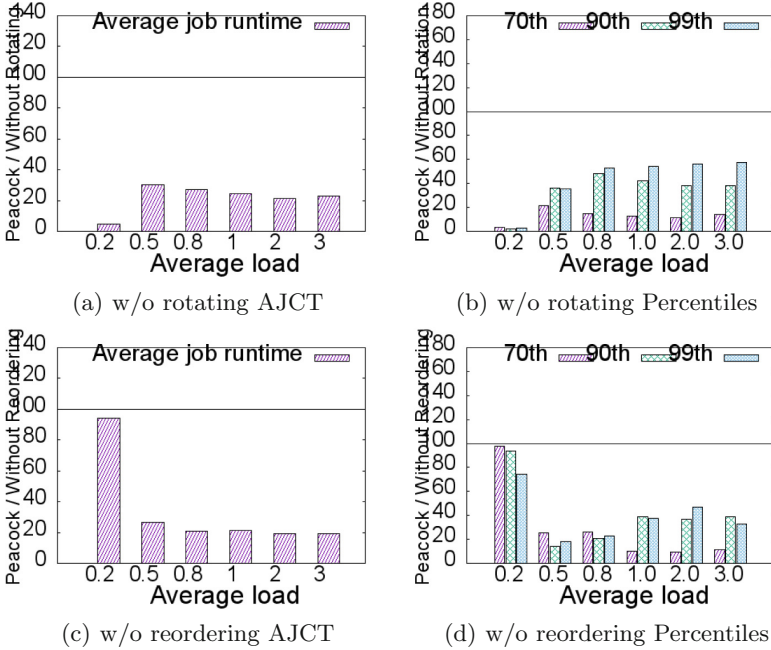 Average job runtime
Peacock / Without Rotating
140
120
100
80
60
40
20
0
0.2 0.5 0.8 1 2 3
Average load
(a) w/o rotating AJCT
70th 90th 99th
Peacock / Without Rotation
180
160
140
120
100
80
60
40
20
0
0.2 0.5 0.8 1.0 2.0 3.0
Average load
(b) w/o rotating Percentiles
Average job runtime
Peacock / Without Reordering
140
120
100
80
60
40
20
0
0.2 0.5 0.8 1 2 3
Average load
(c) w/o reordering AJCT
70th 90th 99th
Peacock / Without Reordering
180
160
140
120
100
80
60
40
20
0
0.2 0.5 0.8 1.0 2.0 3.0
Average load
(d) w/o reordering Percentiles